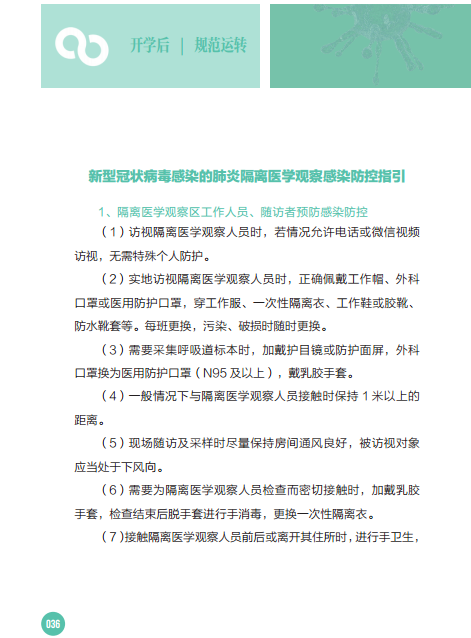 开学后 | 规范运转
新型冠状病毒感染的肺炎隔离医学观察感染防控指引
1、隔离医学观察区工作人员、随访者预防感染防控
（1）访视隔离医学观察人员时，若情况允许电话或微信视频
访视，无需特殊个人防护。
（2）实地访视隔离医学观察人员时，正确佩戴工作帽、外科
口罩或医用防护口罩，穿工作服、一次性隔离衣、工作鞋或胶靴、
防水靴套等。每班更换，污染、破损时随时更换。
（3）需要采集呼吸道标本时，加戴护目镜或防护面屏，外科
口罩换为医用防护口罩（N95 及以上），戴乳胶手套。
（4）一般情况下与隔离医学观察人员接触时保持 1 米以上的
距离。
（5）现场随访及采样时尽量保持房间通风良好，被访视对象
应当处于下风向。
（6）需要为隔离医学观察人员检查而密切接触时，加戴乳胶
手套，检查结束后脱手套进行手消毒，更换一次性隔离衣。
（7）接触隔离医学观察人员前后或离开其住所时，进行手卫生，
036